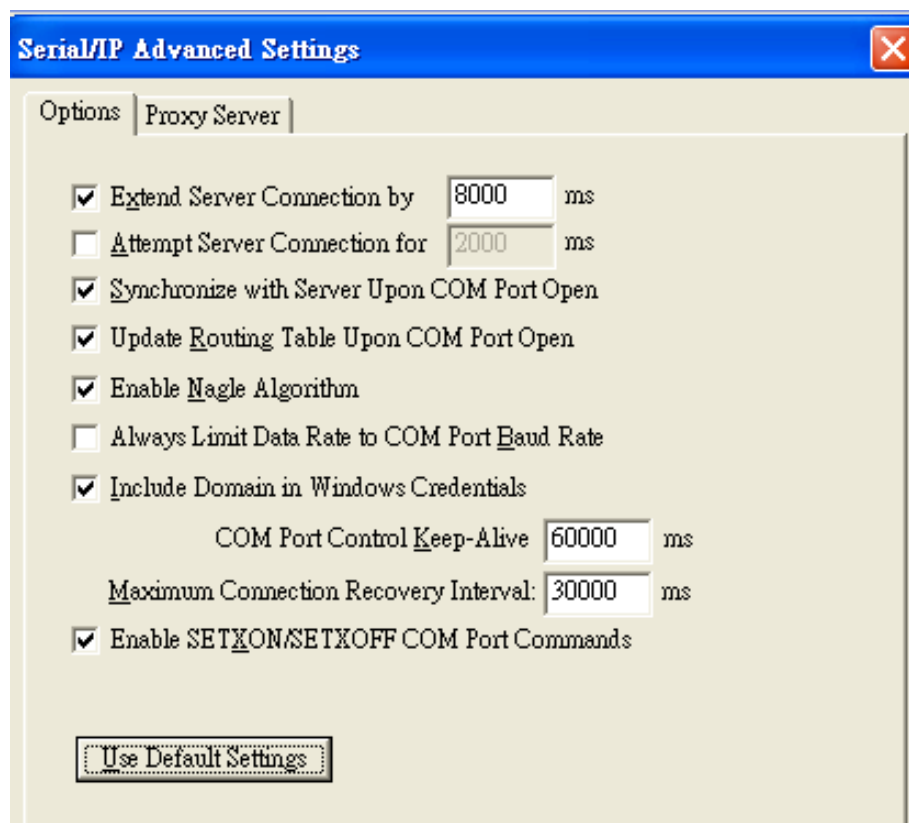 Serial/IP Advanced Settings
Options Proxy Server
Extend Server Connection by 8000 ms
Attempt Server Connection for 2000 ms
Synchronize with Server Upon COM Port Open
Update Routing Table Upon COM Port Open
Enable Nagle Algorithm
Always Limit Data Rate to COM Port Baud Rate
Include Domain in Windows Credentials
COM Port Control Keep-Alive 60000 ms
Maximum Connection Recovery Interval: 30000 ms
Enable SETXON/SETXOFF COM Port Commands
Use Default Settings